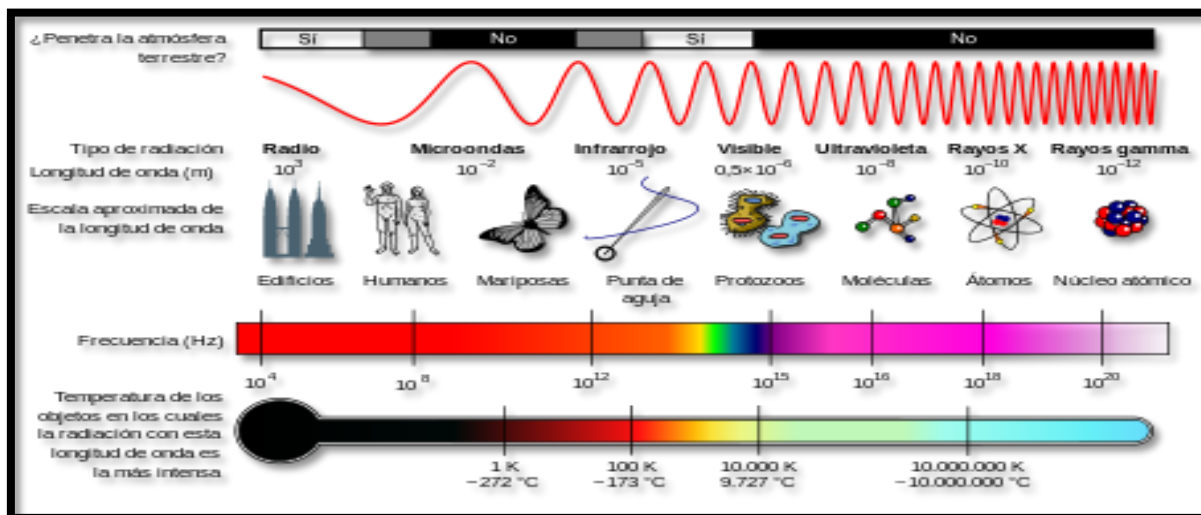 ¿Penetra la atmósfera
terrestre?
Sí No Sí No
Tipo de radiación Radio Microondas Infrarrojo Visible Ultravioleta Rayos X Rayos gamma
Longitud de onda (m) 10³ 10⁻² 10⁻⁵ 0,5×10⁻⁶ 10⁻⁸ 10⁻¹⁰ 10⁻¹²
Escala aproximada de
la longitud de onda
Edificios Humanos Mariposas Punta de
aguja Protozoos Moléculas Átomos Núcleo atómico
Frecuencia (Hz)
10⁴ 10⁸ 10¹² 10¹⁵ 10¹⁶ 10¹⁸ 10²⁰
Temperatura de los
objetos en los cuales
la radiación con esta
longitud de onda es
la más intensa
1 K 100 K 10.000 K 10.000.000 K
−272 °C −173 °C 9.727 °C ~10.000.000 °C